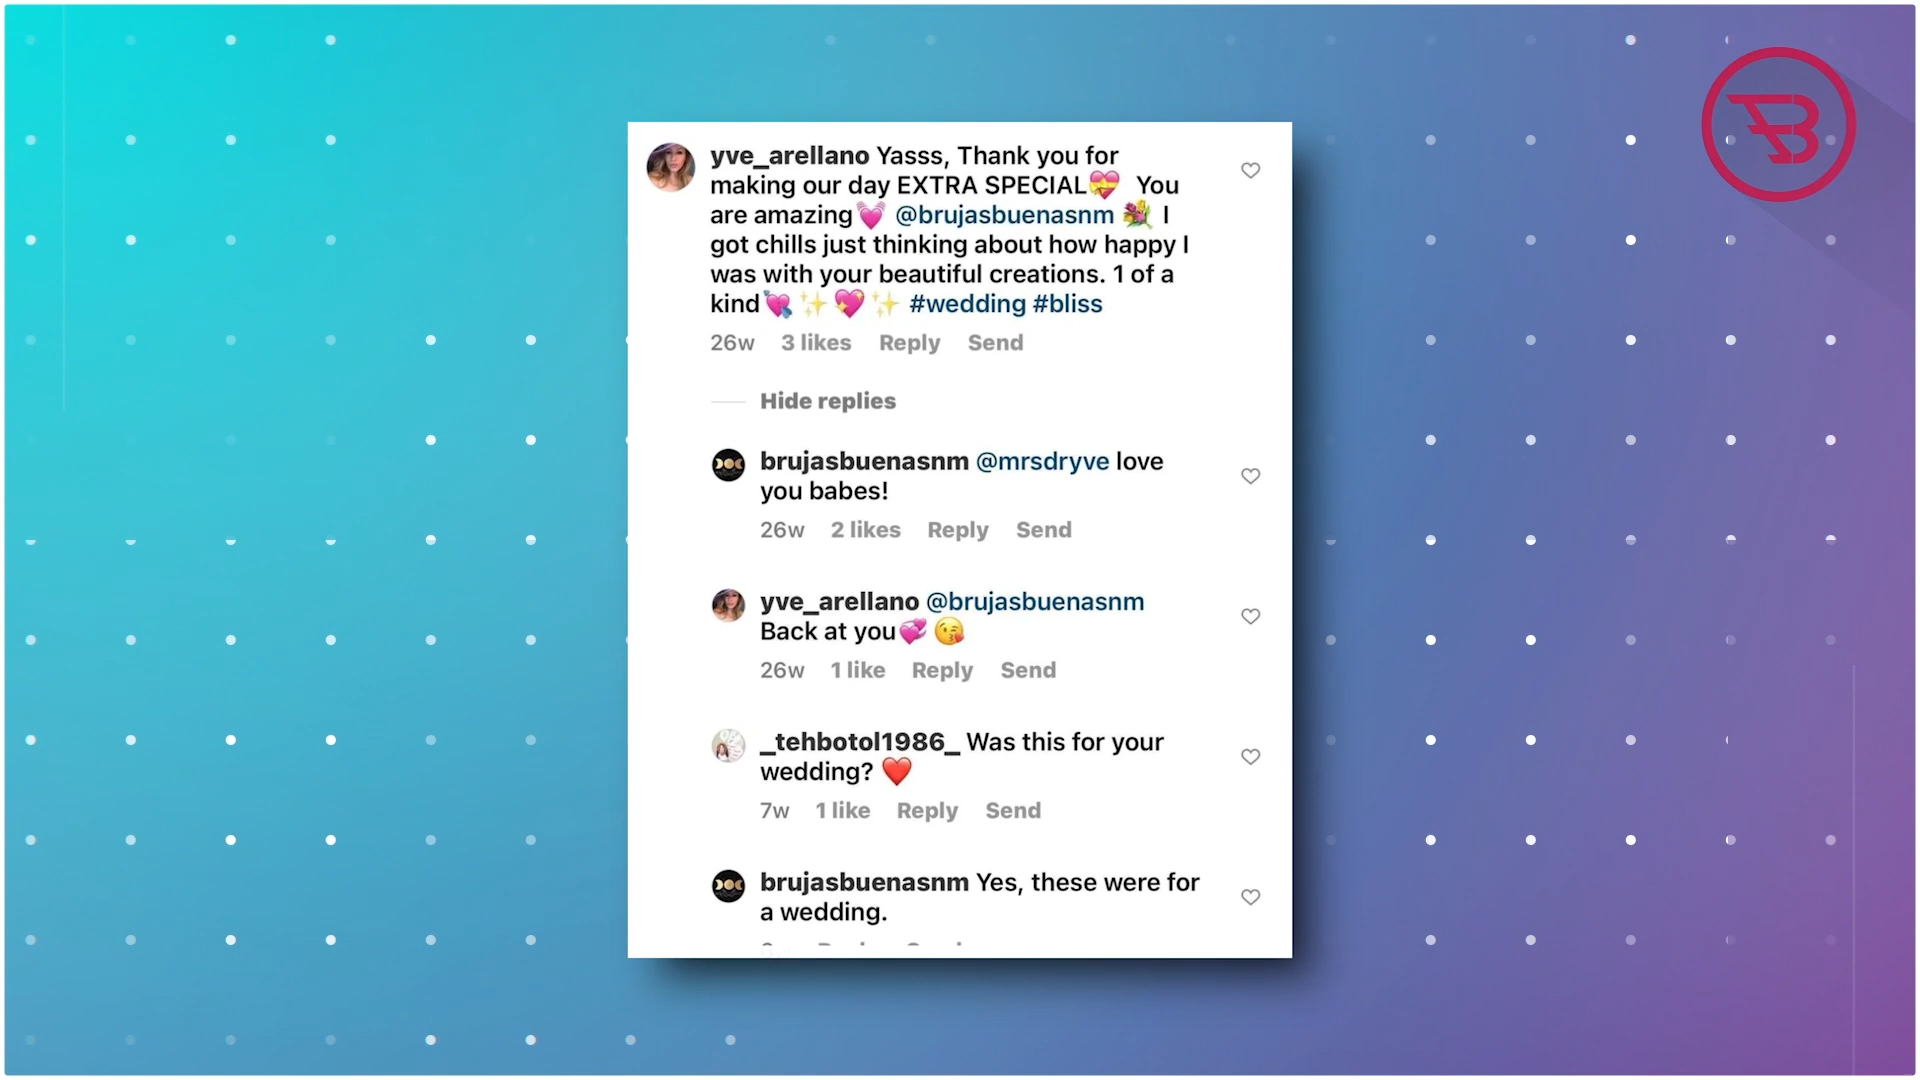 yve_arellano Yasss, Thank you for
making our day EXTRA SPECIAL💝 You
are amazing💓 @brujasbuenasnm 💐 I
got chills just thinking about how happy I
was with your beautiful creations. 1 of a
kind💘 ✨💖✨ #wedding #bliss
26w 3 likes Reply Send
Hide replies
brujasbuenasnm @mrsdryve love
you babes!
26w 2 likes Reply Send
yve_arellano @brujasbuenasnm
Back at you💞 😘
26w 1 like Reply Send
_tehbotol1986_ Was this for your
wedding? ❤️
7w 1 like Reply Send
brujasbuenasnm Yes, these were for
a wedding.